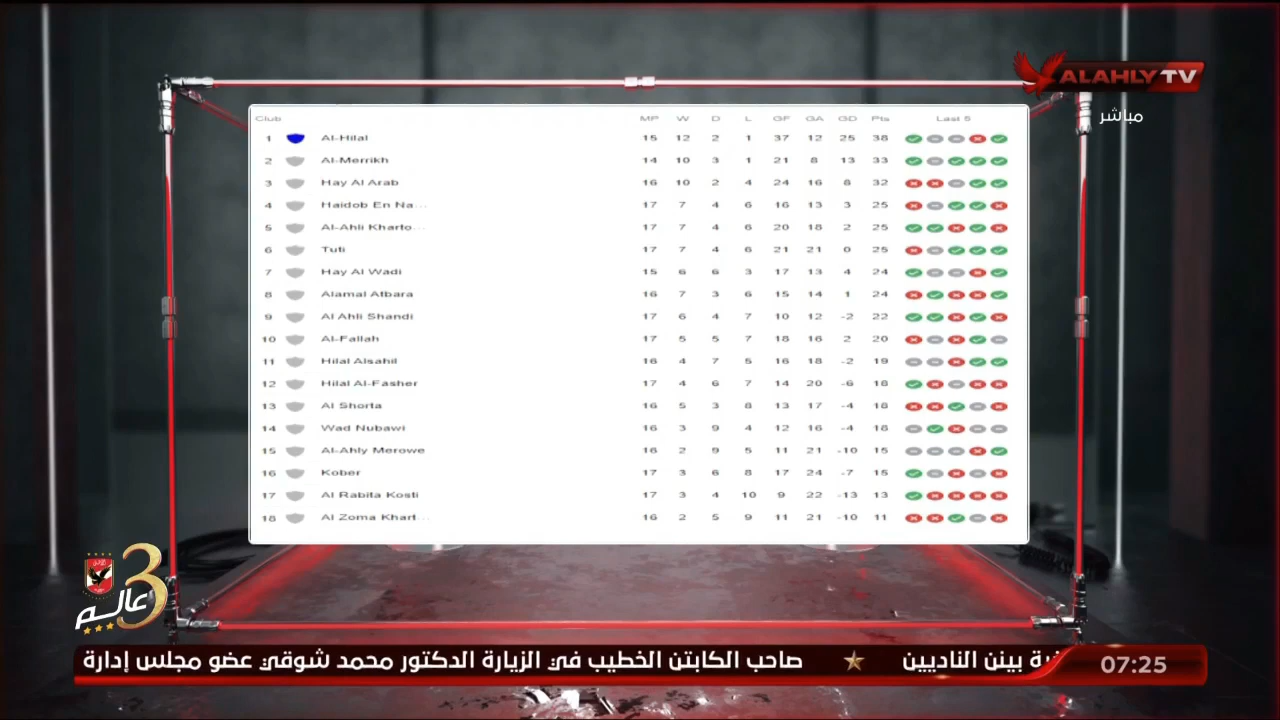 ALAHLY TV
مباشر
Club MP W D L GF GA GD Pts Last 5
1 Al-Hilal 15 12 2 1 37 12 25 38
2 Al-Merrikh 14 10 3 1 21 8 13 33
3 Hay Al Arab 16 10 2 4 24 16 8 32
4 Haidob En Na... 17 7 4 6 16 13 3 25
5 Al-Ahli Kharto... 17 7 4 6 20 18 2 25
6 Tuti 17 7 4 6 21 21 0 25
7 Hay Al Wadi 15 6 6 3 17 13 4 24
8 Alamal Atbara 16 7 3 6 15 14 1 24
9 Al Ahli Shandi 17 6 4 7 10 12 -2 22
10 Al-Fallah 17 5 5 7 18 16 2 20
11 Hilal Alsahil 16 4 7 5 16 18 -2 19
12 Hilal Al-Fasher 17 4 6 7 14 20 -6 18
13 Al Shorta 16 5 3 8 13 17 -4 18
14 Wad Nubawi 16 3 9 4 12 16 -4 18
15 Al-Ahly Merowe 16 2 9 5 11 21 -10 15
16 Kober 17 3 6 8 17 24 -7 15
17 Al Rabita Kosti 17 3 4 10 9 22 -13 13
18 Al Zoma Khart... 16 2 5 9 11 21 -10 11
3 عالم
بينن الناديين ★ صاحب الكابتن الخطيب في الزيارة الدكتور محمد شوقي عضو مجلس إدارة
07:25